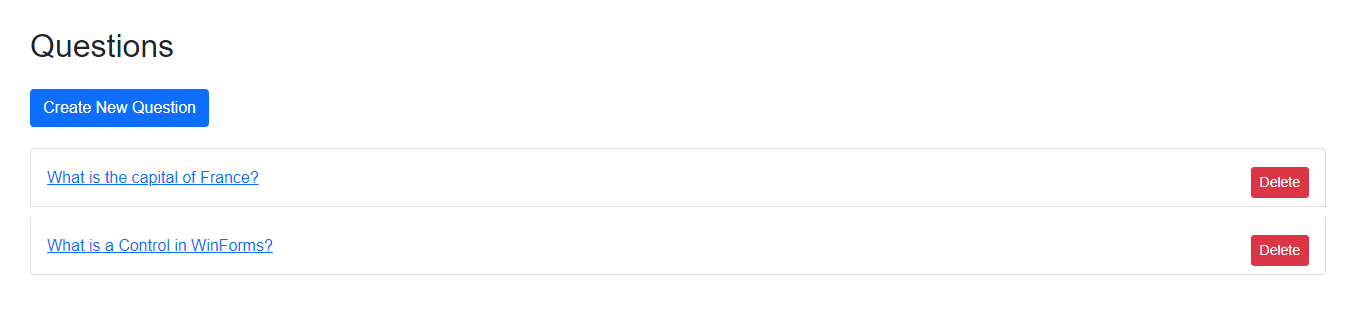 Questions
Create New Question
What is the capital of France?
Delete
What is a Control in WinForms?
Delete